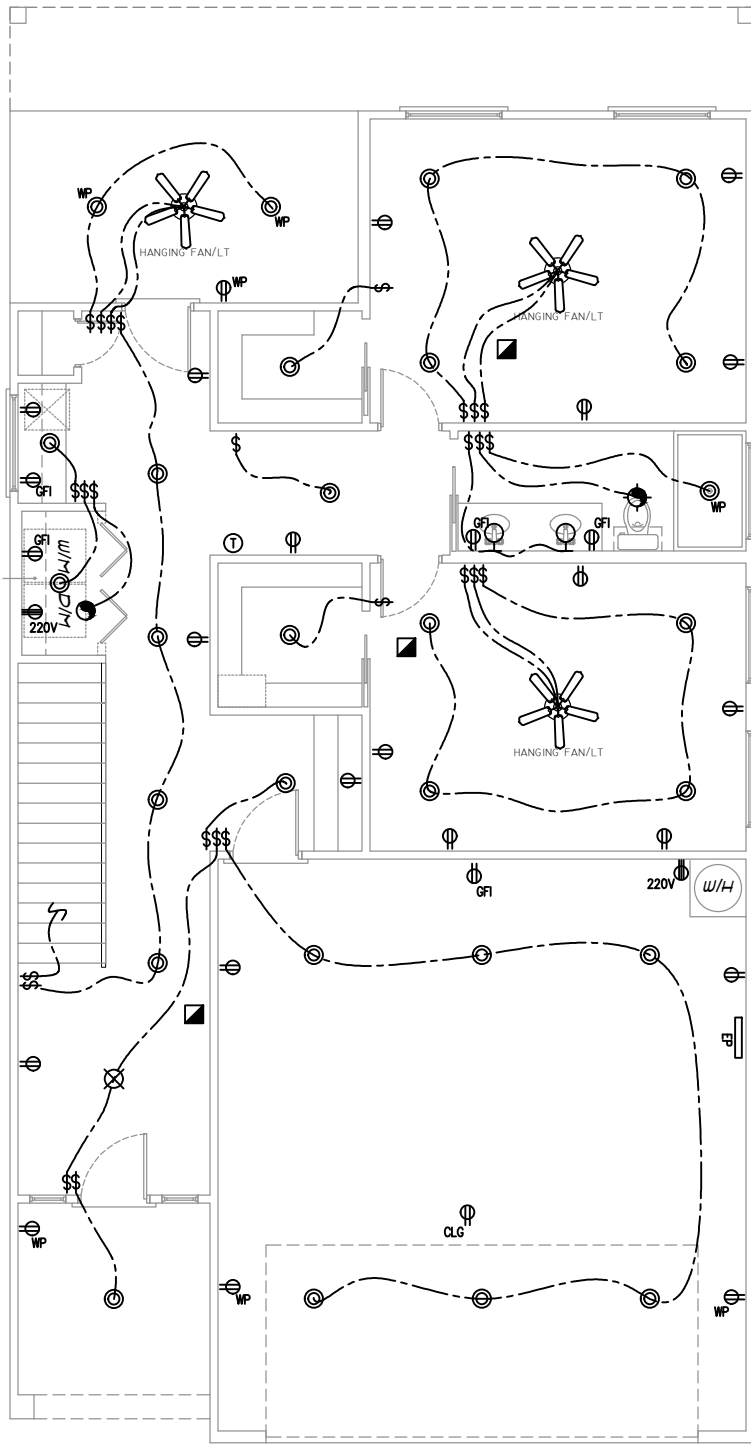 WP
WP
HANGING FAN/LT
WP
HANGING FAN/LT
$
$$$$
$$$
$
$$$
GFI
$$$
WP
GFI
GFI
GFI
T
W/M
D/M
220V
$$$
$
HANGING FAN/LT
$$$
GFI
220V
W/H
$
$$
EP
$$
CLG
WP
WP
WP